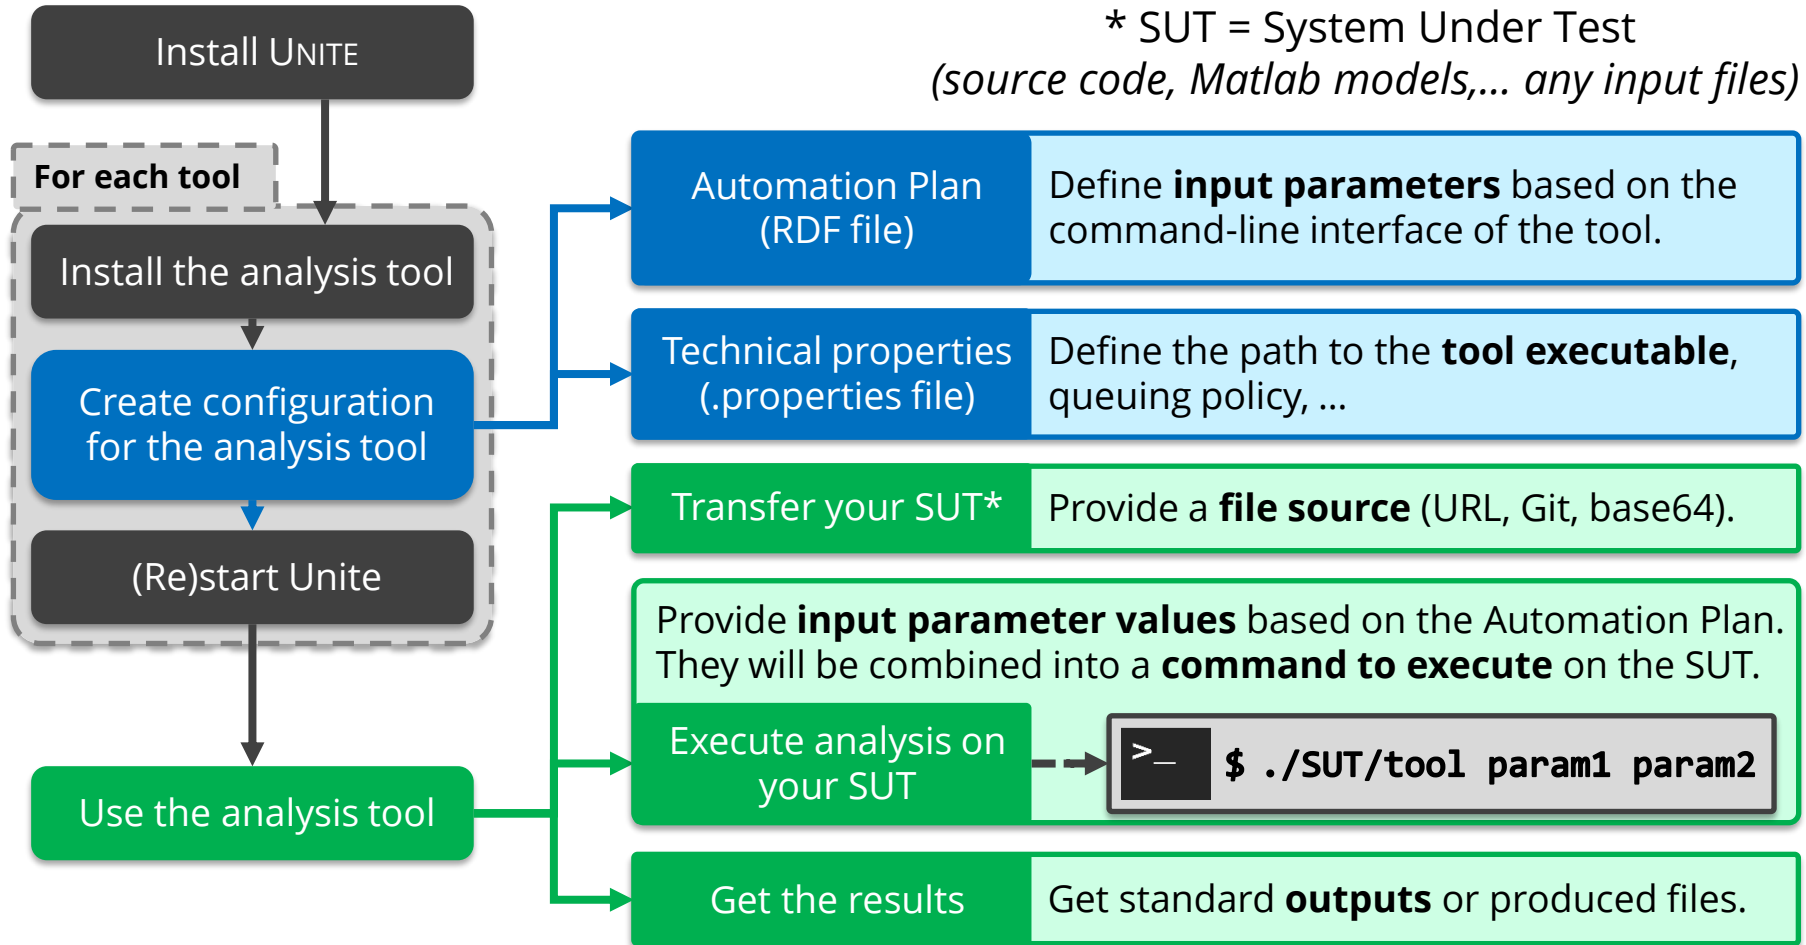 Install UNITE
* SUT = System Under Test
(source code, Matlab models,... any input files)
For each tool
Install the analysis tool
Create configuration
for the analysis tool
(Re)start Unite
Use the analysis tool
Automation Plan
(RDF file)
Define input parameters based on the
command-line interface of the tool.
Technical properties
(.properties file)
Define the path to the tool executable,
queuing policy, ...
Transfer your SUT*
Provide a file source (URL, Git, base64).
Provide input parameter values based on the Automation Plan.
They will be combined into a command to execute on the SUT.
Execute analysis on
your SUT
>_
$ ./SUT/tool param1 param2
Get the results
Get standard outputs or produced files.